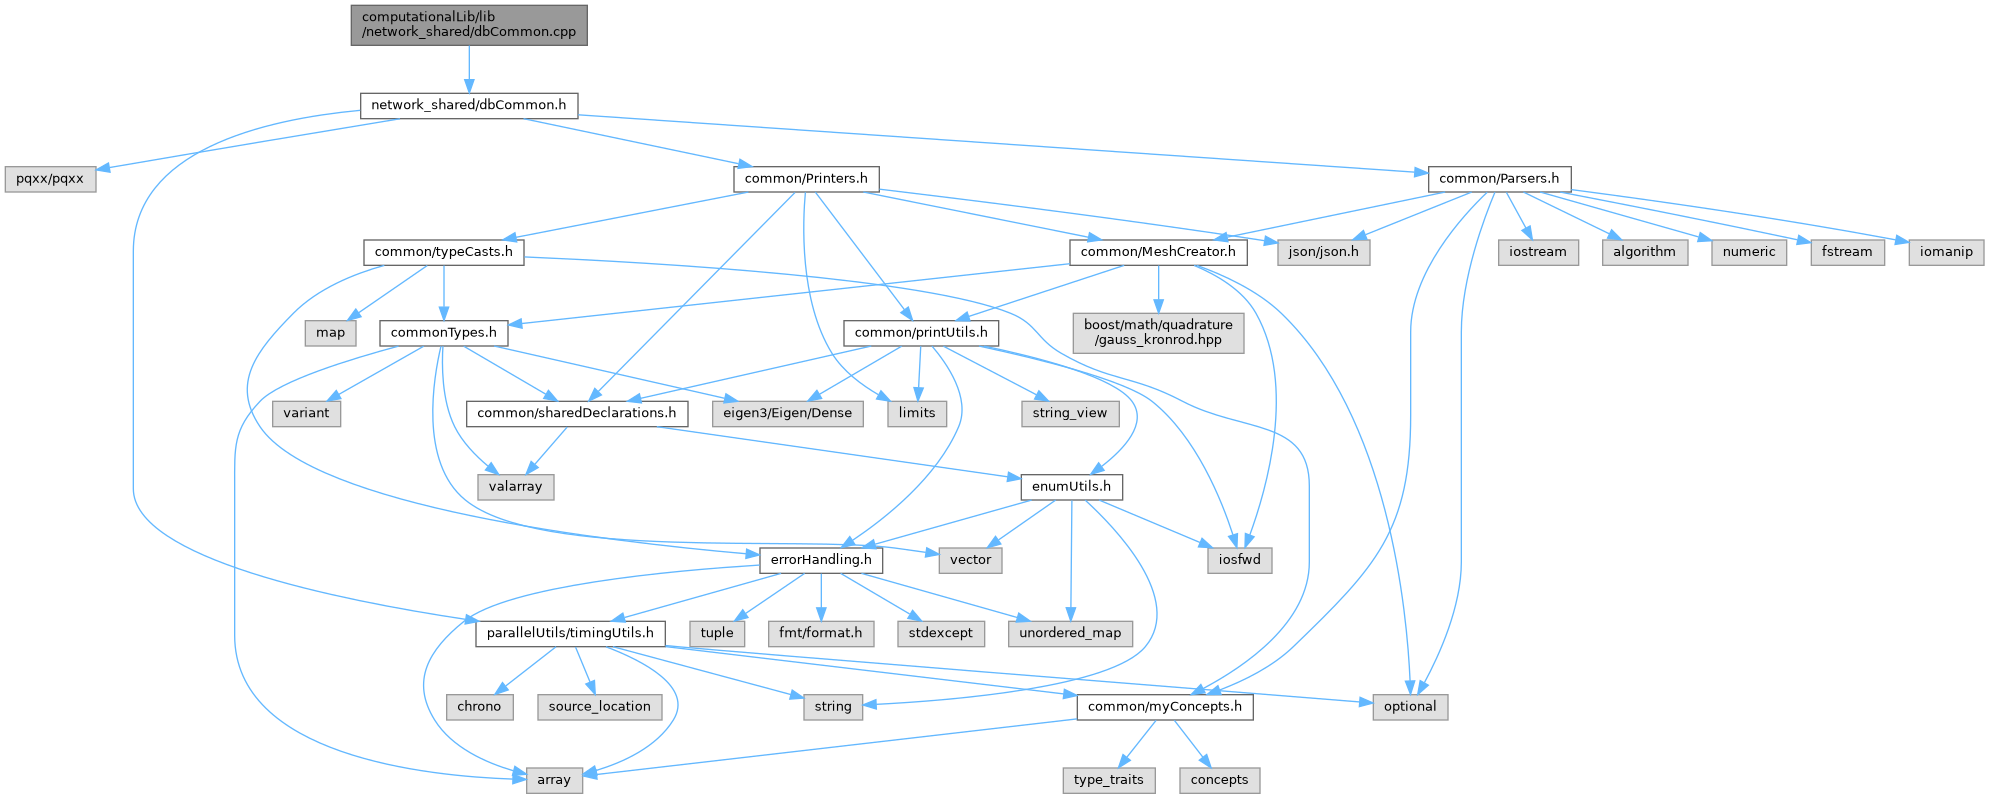 computationalLib/lib
/network_shared/dbCommon.cpp
network_shared/dbCommon.h
pqxx/pqxx
common/Printers.h
common/Parsers.h
common/typeCasts.h
common/MeshCreator.h
json/json.h
iostream
algorithm
numeric
fstream
iomanip
map
commonTypes.h
common/printUtils.h
boost/math/quadrature
/gauss_kronrod.hpp
variant
common/sharedDeclarations.h
eigen3/Eigen/Dense
limits
string_view
valarray
enumUtils.h
errorHandling.h
vector
iosfwd
parallelUtils/timingUtils.h
tuple
fmt/format.h
stdexcept
unordered_map
chrono
source_location
string
common/myConcepts.h
optional
array
type_traits
concepts